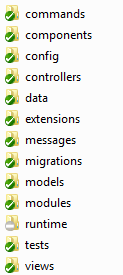 commands
components
config
controllers
data
extensions
messages
migrations
models
modules
runtime
tests
views